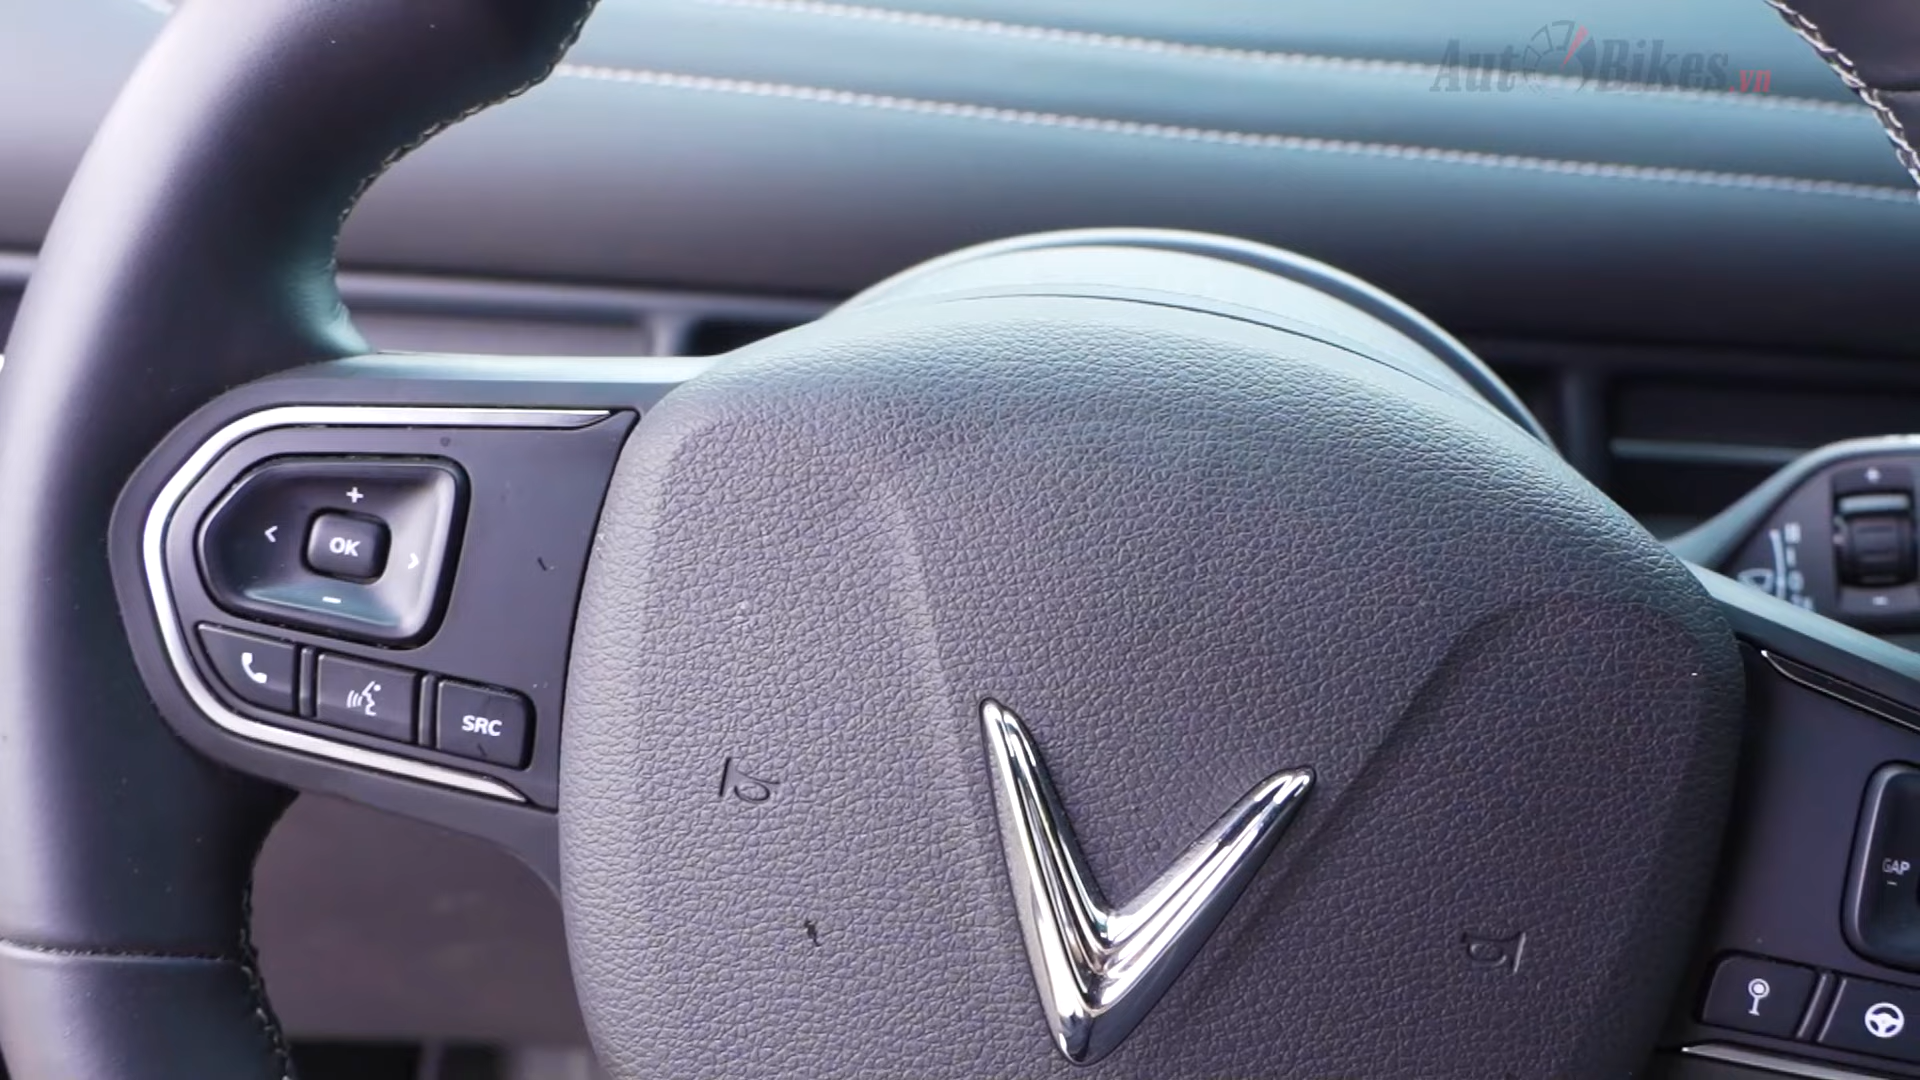 AutoBikes.vn
+
< OK >
−
SRC
GAP
−